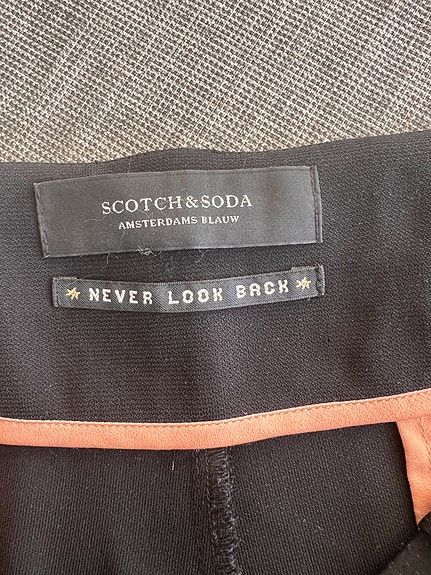 SCOTCH & SODA
AMSTERDAMS BLAUW
NEVER LOOK BACK